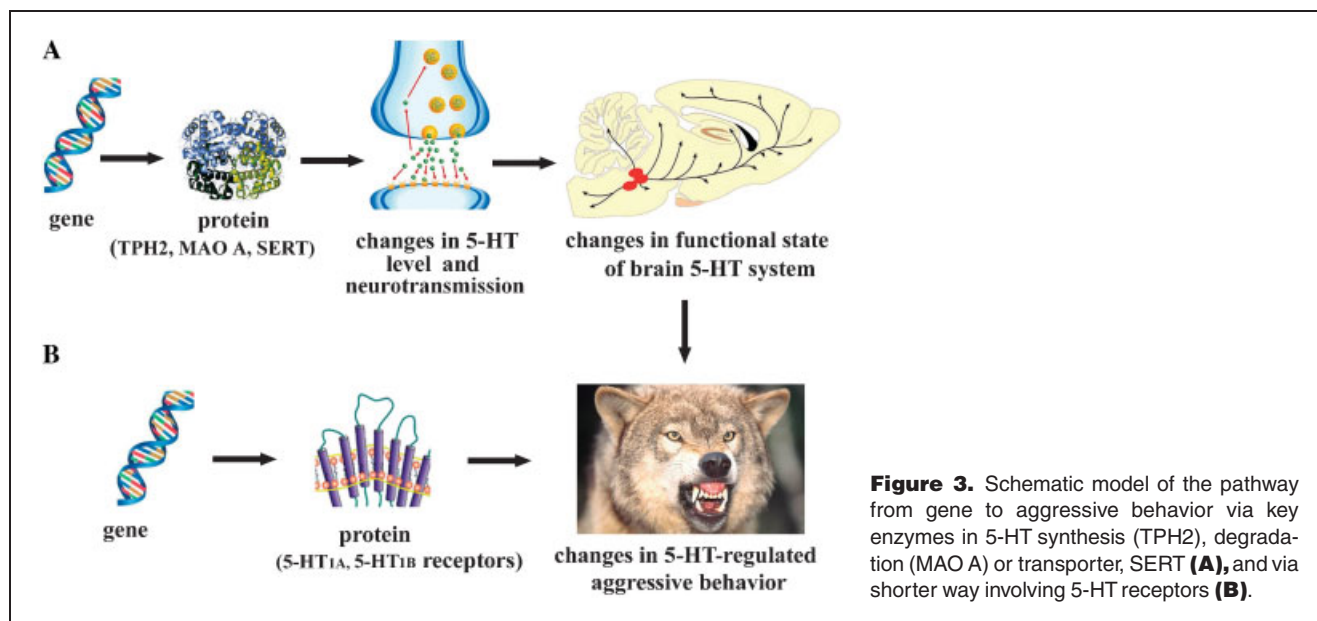 A
gene
protein
(TPH2, MAO A, SERT)
changes in 5-HT
level and
neurotransmission
changes in functional state
of brain 5-HT system
B
gene
protein
(5-HT1A, 5-HT1B receptors)
changes in 5-HT-regulated
aggressive behavior
Figure 3. Schematic model of the pathway
from gene to aggressive behavior via key
enzymes in 5-HT synthesis (TPH2), degrada-
tion (MAO A) or transporter, SERT (A), and via
shorter way involving 5-HT receptors (B).